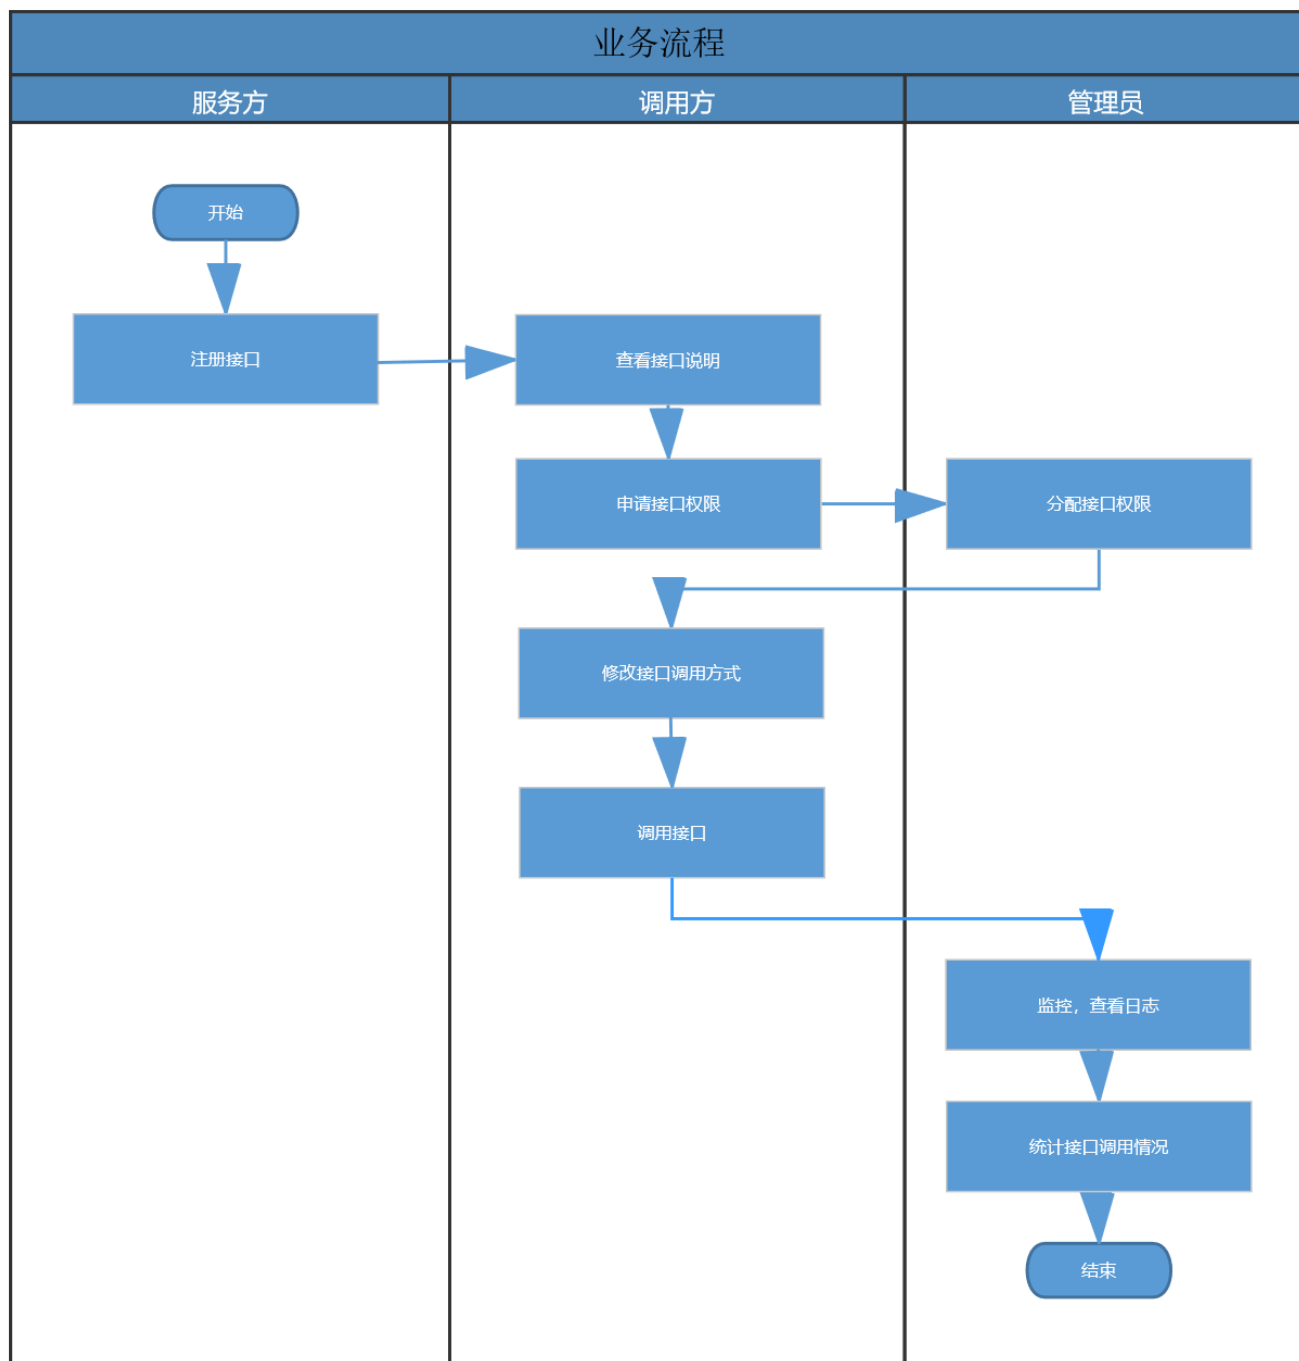 业务流程
服务方
调用方
管理员
开始
注册接口
查看接口说明
申请接口权限
分配接口权限
修改接口调用方式
调用接口
监控，查看日志
统计接口调用情况
结束